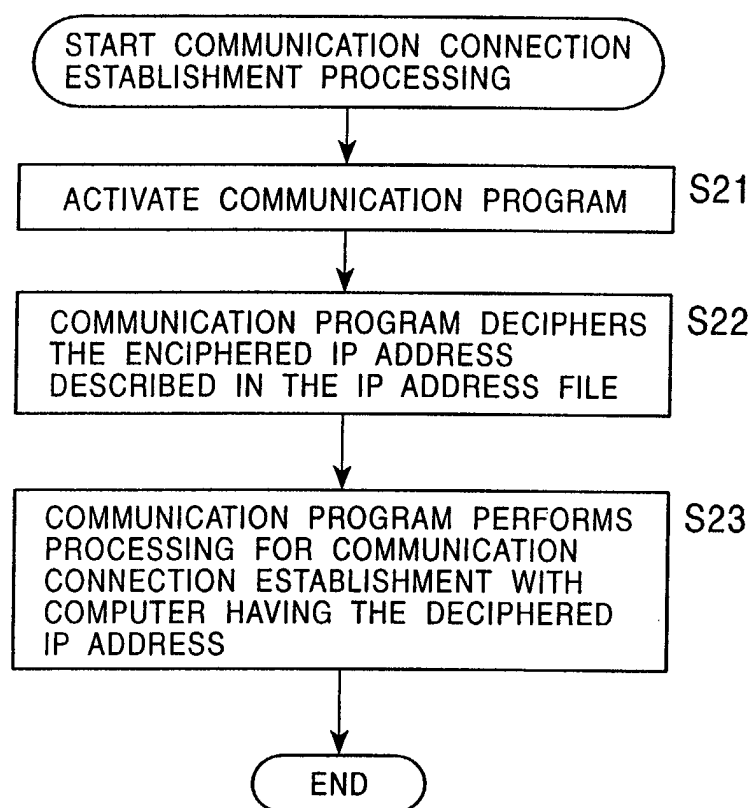 START COMMUNICATION CONNECTION
ESTABLISHMENT PROCESSING
ACTIVATE COMMUNICATION PROGRAM
S21
COMMUNICATION PROGRAM DECIPHERS
THE ENCIPHERED IP ADDRESS
DESCRIBED IN THE IP ADDRESS FILE
S22
COMMUNICATION PROGRAM PERFORMS
PROCESSING FOR COMMUNICATION
CONNECTION ESTABLISHMENT WITH
COMPUTER HAVING THE DECIPHERED
IP ADDRESS
S23
END